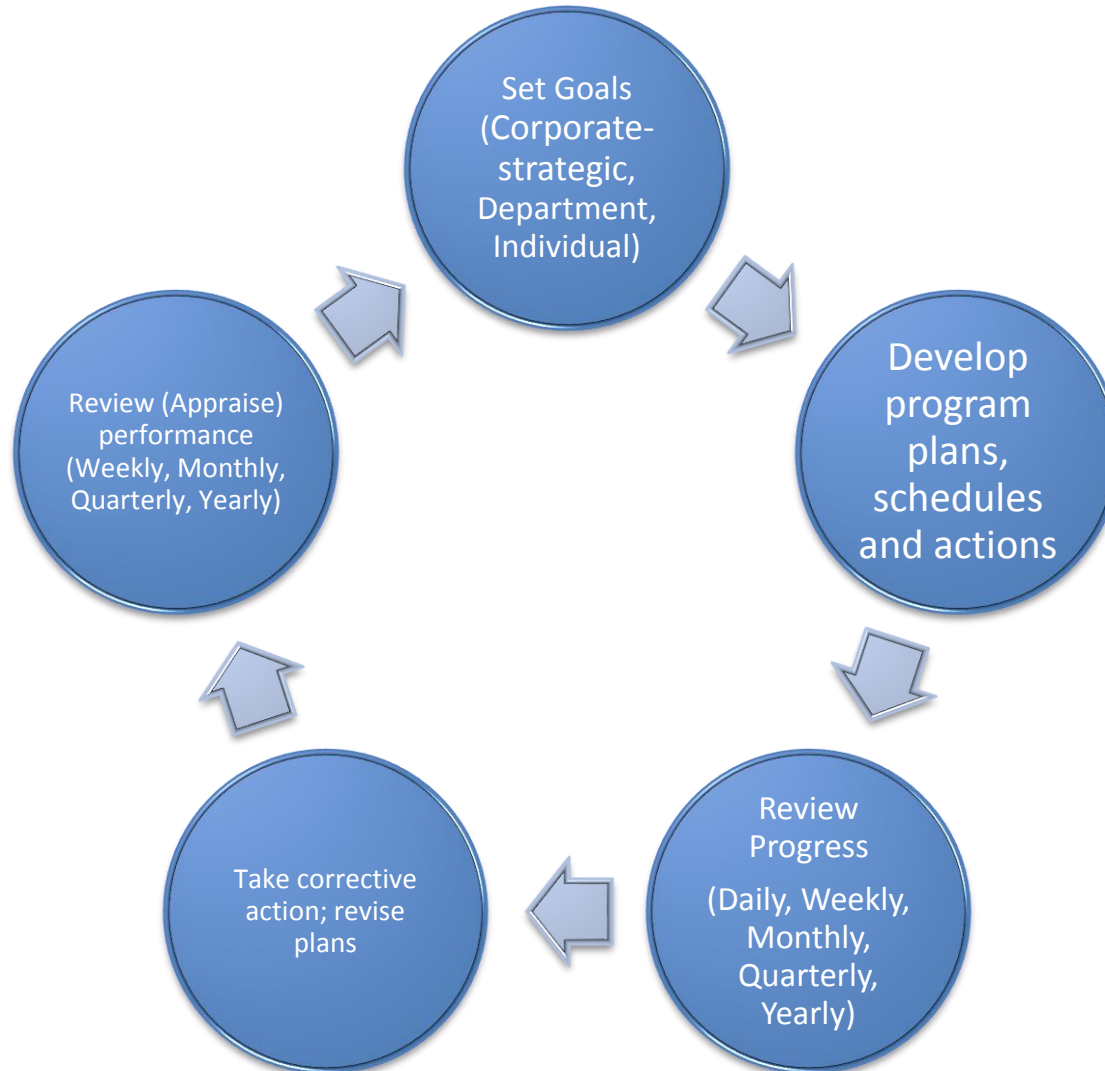 Set Goals
(Corporate-
strategic,
Department,
Individual)
Develop
program
plans,
schedules
and actions
Review
Progress
(Daily, Weekly,
Monthly,
Quarterly,
Yearly)
Take corrective
action; revise
plans
Review (Appraise)
performance
(Weekly, Monthly,
Quarterly, Yearly)